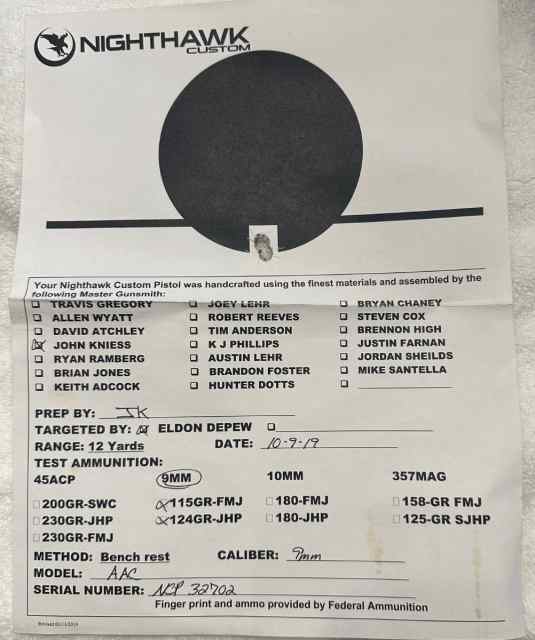 NIGHTHAWK
CUSTOM
Your Nighthawk Custom Pistol was handcrafted using the finest materials and assembled by the
following Master Gunsmith:
TRAVIS GREGORY JOEY LEHR BRYAN CHANEY
ALLEN WYATT ROBERT REEVES STEVEN COX
DAVID ATCHLEY TIM ANDERSON BRENNON HIGH
JOHN KNIESS K J PHILLIPS JUSTIN FARNAN
RYAN RAMBERG AUSTIN LEHR JORDAN SHEILDS
BRIAN JONES BRANDON FOSTER MIKE SANTELLA
KEITH ADCOCK HUNTER DOTTS
PREP BY: JK
TARGETED BY: ELDON DEPEW
RANGE: 12 Yards DATE: 10-9-19
TEST AMMUNITION:
45ACP 9MM 10MM 357MAG
200GR-SWC 115GR-FMJ 180-FMJ 158-GR FMJ
230GR-JHP 124GR-JHP 180-JHP 125-GR SJHP
230GR-FMJ
METHOD: Bench rest CALIBER: 9mm
MODEL: AAC
SERIAL NUMBER: NCP 32702
Finger print and ammo provided by Federal Ammunition